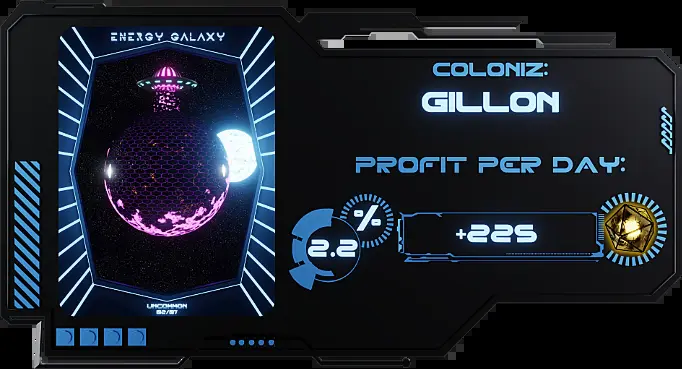 ENERGY GALAXY
COLONIZ:
GILLON
PROFIT PER DAY:
2.2 %
+225
UNCOMMON